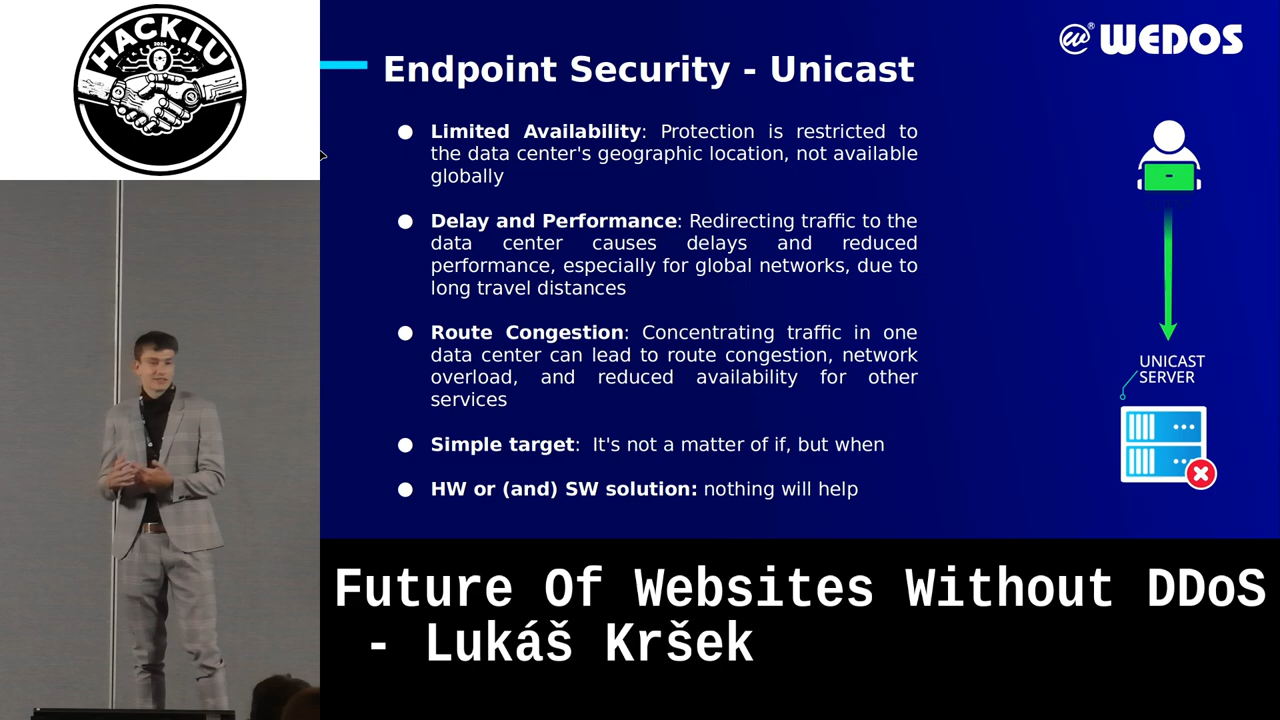 HACK.LU
2024
WEDOS
Endpoint Security - Unicast
● Limited Availability: Protection is restricted to
the data center's geographic location, not available
globally
● Delay and Performance: Redirecting traffic to the
data center causes delays and reduced
performance, especially for global networks, due to
long travel distances
● Route Congestion: Concentrating traffic in one
data center can lead to route congestion, network
overload, and reduced availability for other
services
● Simple target: It's not a matter of if, but when
● HW or (and) SW solution: nothing will help
UNICAST
SERVER
Future Of Websites Without DDoS
- Lukáš Kršek